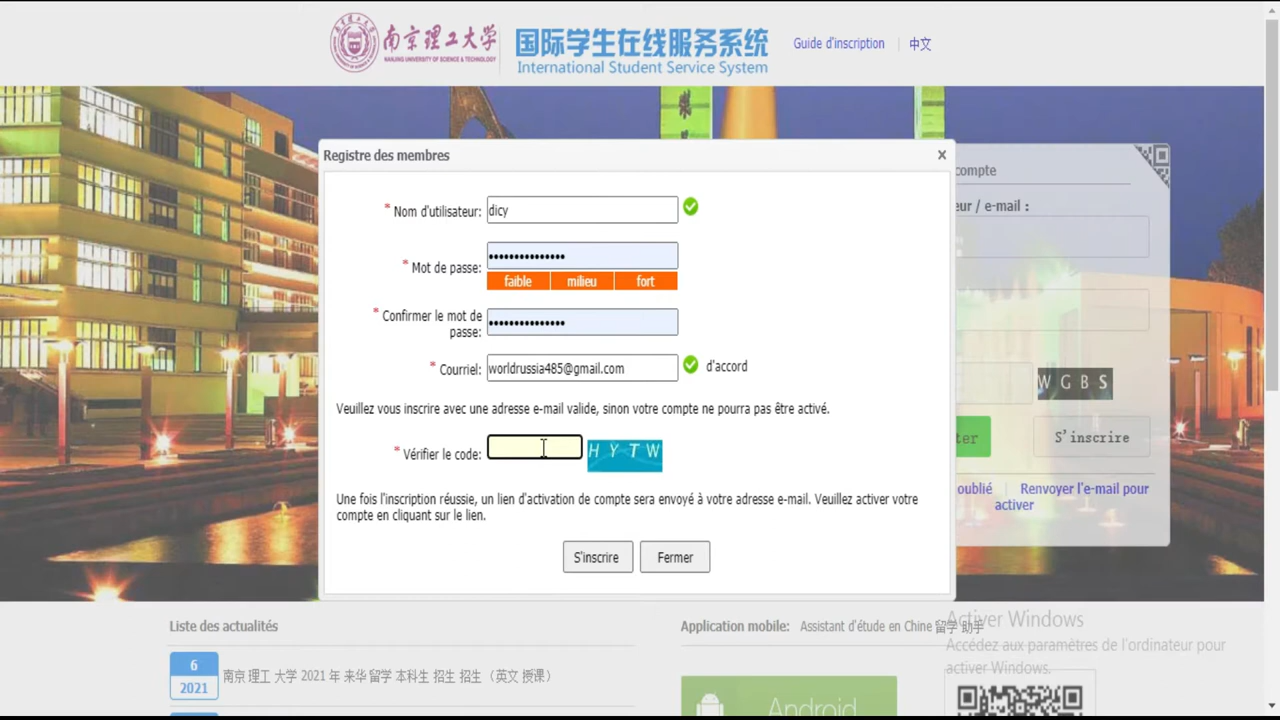 南京理工大学
NANJING UNIVERSITY OF SCIENCE & TECHNOLOGY
国际学生在线服务系统
International Student Service System
Guide d'inscription
中文
Registre des membres
compte
* Nom d'utilisateur:
dicy
eur / e-mail :
* Mot de passe:
•••••••••••••••
faible
milieu
fort
* Confirmer le mot de
passe:
•••••••••••••••
* Courriel:
worldrussia485@gmail.com
d'accord
W G B S
Veuillez vous inscrire avec une adresse e-mail valide, sinon votre compte ne pourra pas être activé.
* Vérifier le code:
H Y T W
ter
S'inscrire
oublié
Renvoyer l'e-mail pour
activer
Une fois l'inscription réussie, un lien d'activation de compte sera envoyé à votre adresse e-mail. Veuillez activer votre
compte en cliquant sur le lien.
S'inscrire
Fermer
Liste des actualités
Application mobile:
Assistant d'étude en Chine 留学 助手
Activer Windows
Accédez aux paramètres de l'ordinateur pour
activer Windows.
6
2021
南京 理工 大学 2021 年 来华 留学 本科生 招生 招生 （英文 授课）
Android